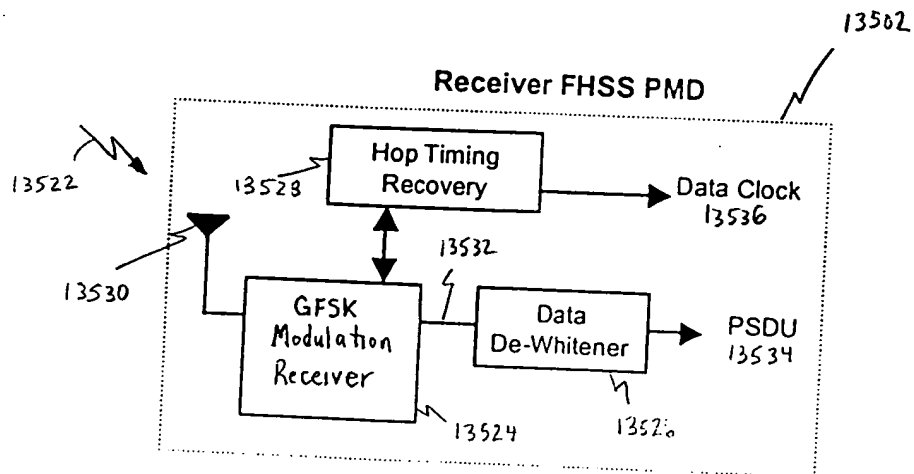 13502
Receiver FHSS PMD
13522
Hop Timing
Recovery
13528
Data Clock
13536
13530
13532
GFSK
Modulation
Receiver
Data
De-Whitener
PSDU
13534
13524
13526